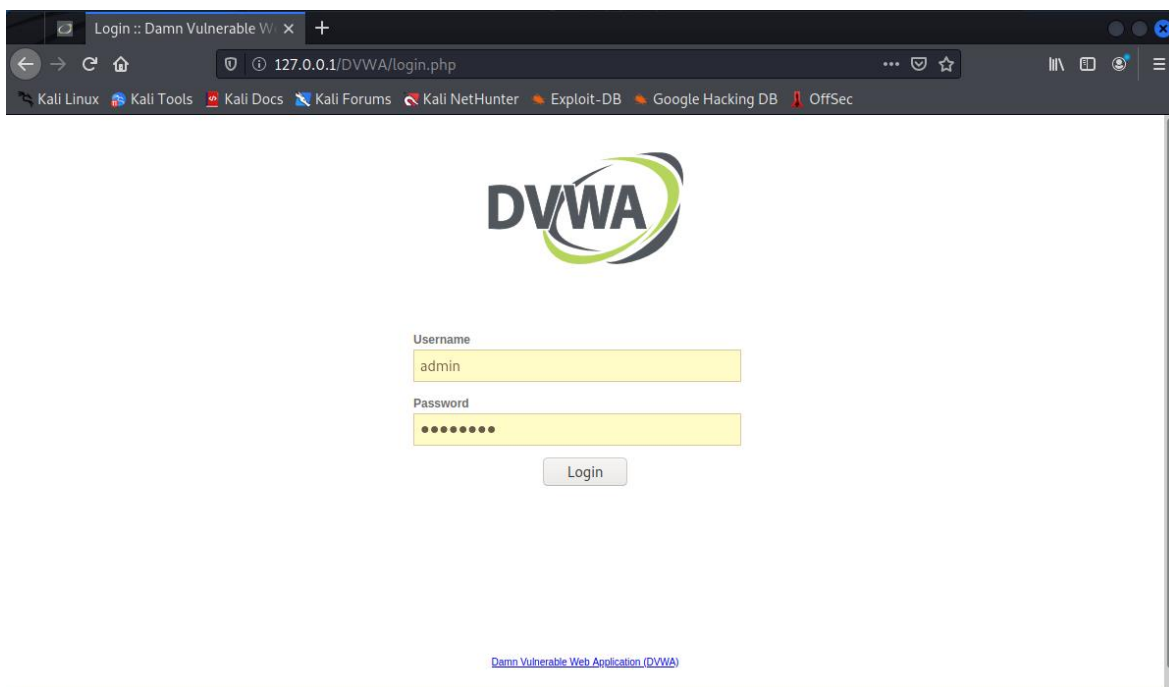 Login :: Damn Vulnerable W
127.0.0.1/DVWA/login.php
Kali Linux Kali Tools Kali Docs Kali Forums Kali NetHunter Exploit-DB Google Hacking DB OffSec
DVWA
Username
admin
Password
••••••••
Login
Damn Vulnerable Web Application (DVWA)